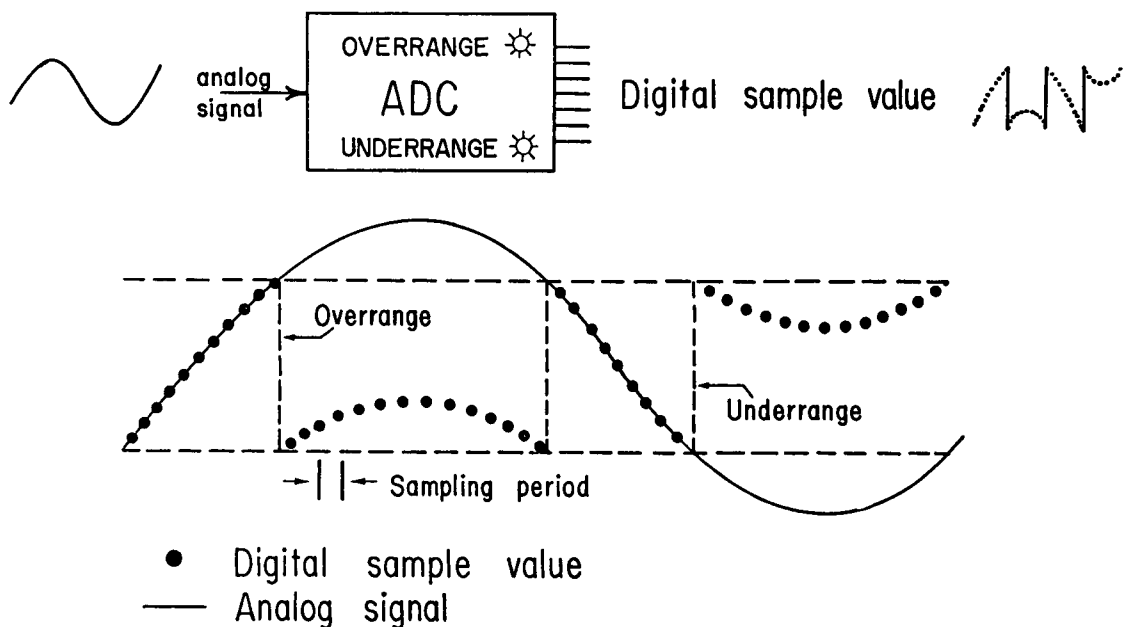 OVERRANGE
analog
signal
ADC
UNDERRANGE
Digital sample value
Overrange
Underrange
Sampling period
Digital sample value
Analog signal